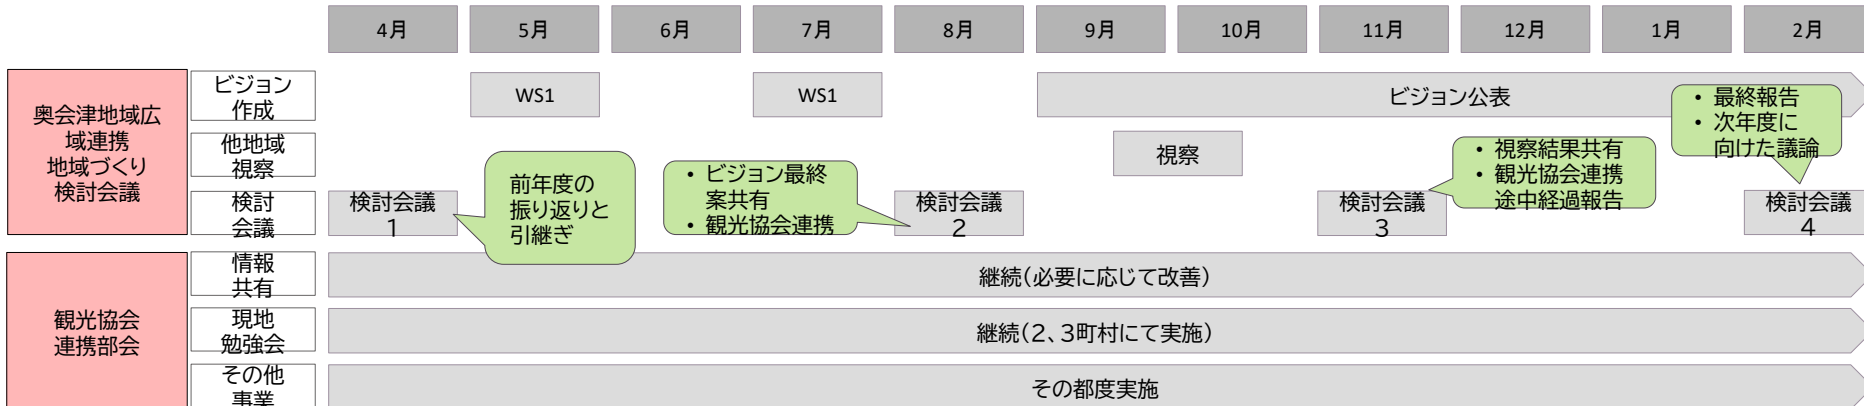 4月
5月
6月
7月
8月
9月
10月
11月
12月
1月
2月
奥会津地域広
域連携
地域づくり
検討会議
ビジョン
作成
WS1
WS1
ビジョン公表
他地域
視察
視察
検討
会議
検討会議
1
前年度の
振り返りと
引継ぎ
• ビジョン最終
案共有
• 観光協会連携
検討会議
2
検討会議
3
• 視察結果共有
• 観光協会連携
途中経過報告
• 最終報告
• 次年度に
向けた議論
検討会議
4
観光協会
連携部会
情報
共有
継続(必要に応じて改善)
現地
勉強会
継続(2、3町村にて実施)
その他
事業
その都度実施